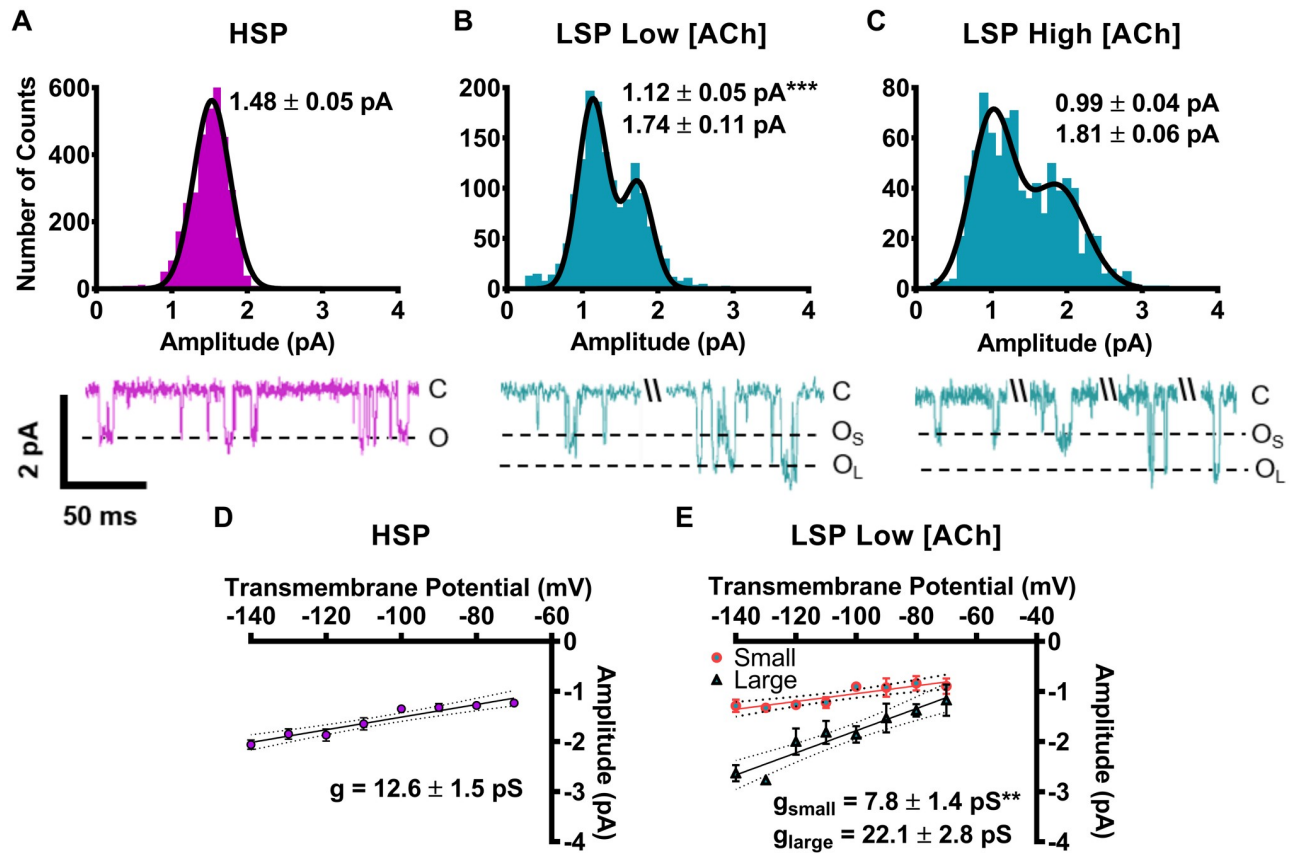 A
HSP
600
400
200
0
Number of Counts
1.48 ± 0.05 pA
0 1 2 3 4
Amplitude (pA)
B
LSP Low [ACh]
200
150
100
50
0
1.12 ± 0.05 pA***
1.74 ± 0.11 pA
0 1 2 3 4
Amplitude (pA)
C
LSP High [ACh]
80
60
40
20
0
0.99 ± 0.04 pA
1.81 ± 0.06 pA
0 1 2 3 4
Amplitude (pA)
C
O
2 pA
50 ms
C
OS
OL
C
OS
OL
D
HSP
Transmembrane Potential (mV)
-140 -120 -100 -80 -60
0
-1
-2
-3
-4
Amplitude (pA)
g = 12.6 ± 1.5 pS
E
LSP Low [ACh]
Transmembrane Potential (mV)
-140 -120 -100 -80 -60 -40
0
-1
-2
-3
-4
Amplitude (pA)
Small
Large
gsmall = 7.8 ± 1.4 pS**
glarge = 22.1 ± 2.8 pS